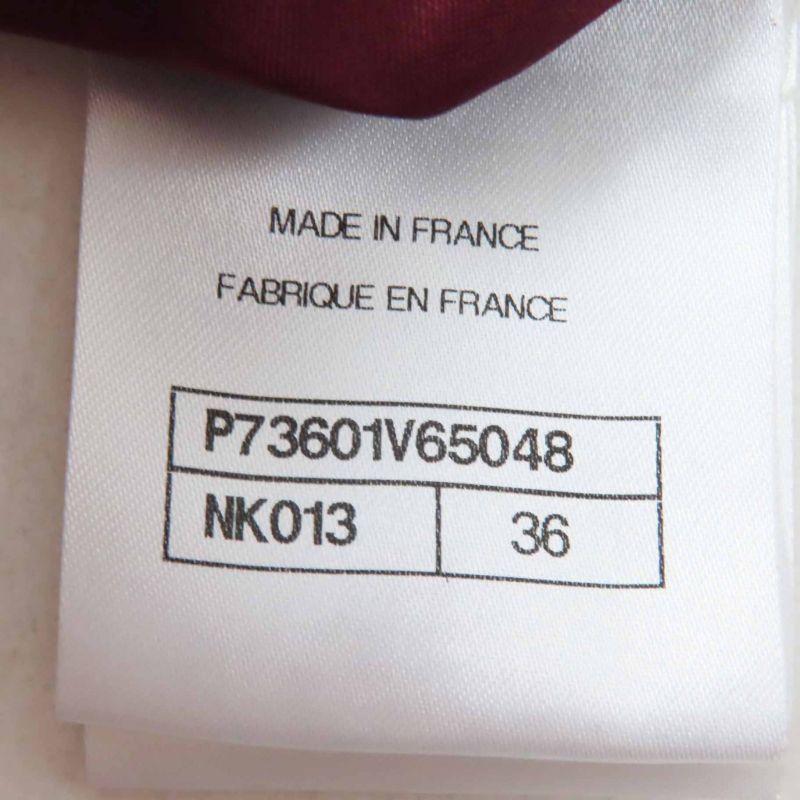 MADE IN FRANCE
FABRIQUE EN FRANCE
P73601V65048
NK013 36